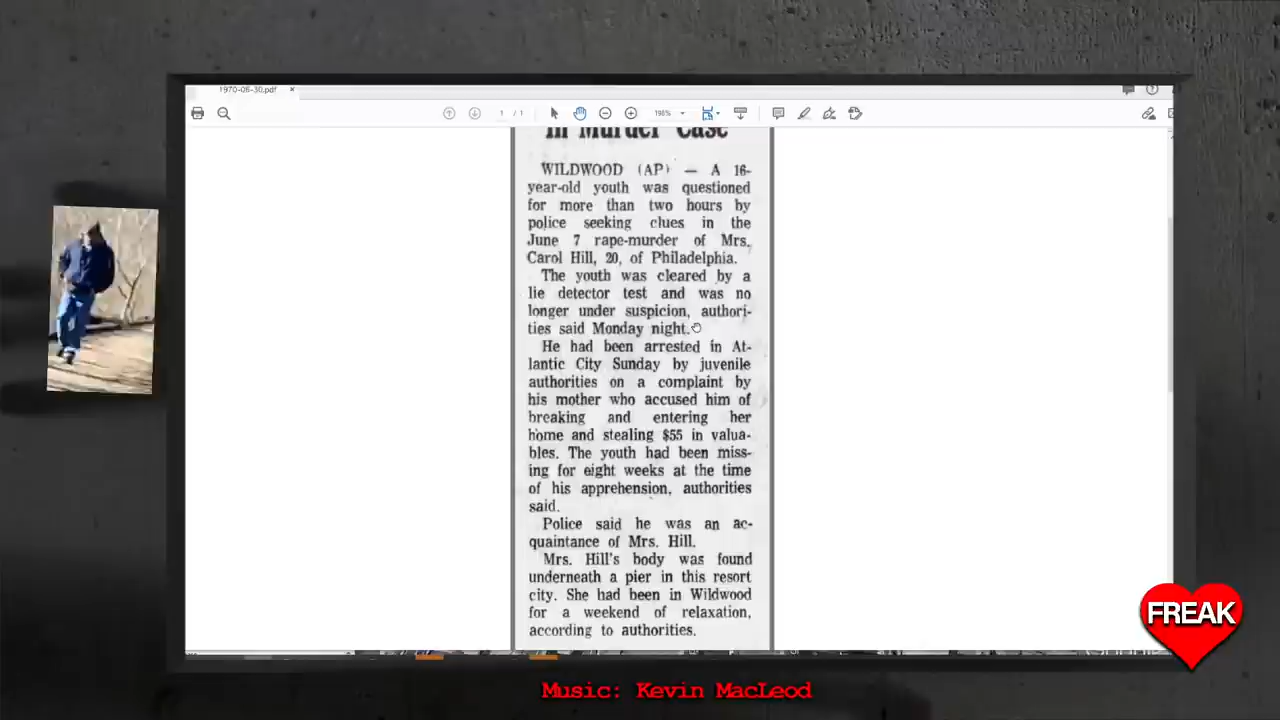 1970-06-30.pdf
1 / 1
196%
In Murder Case
WILDWOOD (AP) — A 16-
year-old youth was questioned
for more than two hours by
police seeking clues in the
June 7 rape-murder of Mrs.
Carol Hill, 20, of Philadelphia.
The youth was cleared by a
lie detector test and was no
longer under suspicion, authori-
ties said Monday night.
He had been arrested in At-
lantic City Sunday by juvenile
authorities on a complaint by
his mother who accused him of
breaking and entering her
home and stealing $55 in valua-
bles. The youth had been miss-
ing for eight weeks at the time
of his apprehension, authorities
said.
Police said he was an ac-
quaintance of Mrs. Hill.
Mrs. Hill's body was found
underneath a pier in this resort
city. She had been in Wildwood
for a weekend of relaxation,
according to authorities.
FREAK
Music: Kevin MacLeod